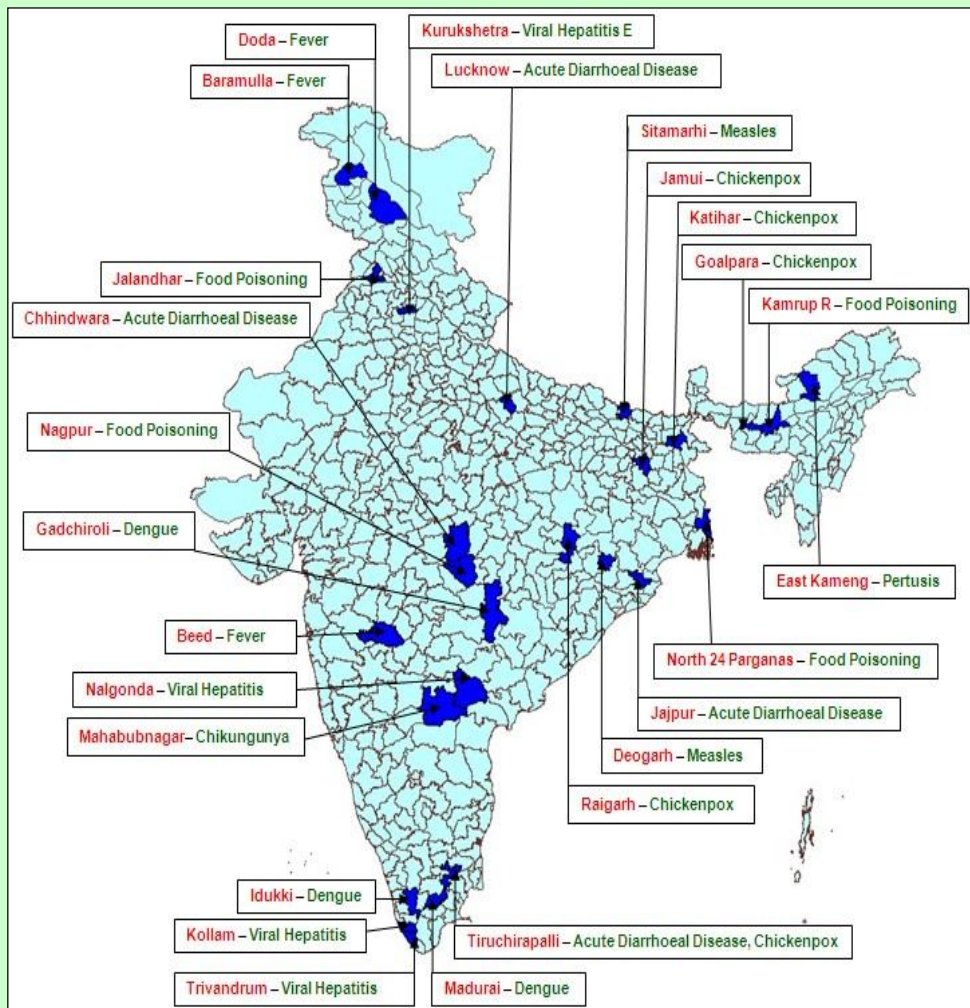 Doda – Fever
Kurukshetra – Viral Hepatitis E
Baramulla – Fever
Lucknow – Acute Diarrhoeal Disease
Sitamarhi – Measles
Jamui – Chickenpox
Katihar – Chickenpox
Goalpara – Chickenpox
Jalandhar – Food Poisoning
Kamrup R – Food Poisoning
Chhindwara – Acute Diarrhoeal Disease
Nagpur – Food Poisoning
Gadchiroli – Dengue
East Kameng – Pertusis
Beed – Fever
North 24 Parganas – Food Poisoning
Nalgonda – Viral Hepatitis
Jajpur – Acute Diarrhoeal Disease
Mahabubnagar – Chikungunya
Deogarh – Measles
Raigarh – Chickenpox
Idukki – Dengue
Kollam – Viral Hepatitis
Tiruchirapalli – Acute Diarrhoeal Disease, Chickenpox
Trivandrum – Viral Hepatitis
Madurai – Dengue